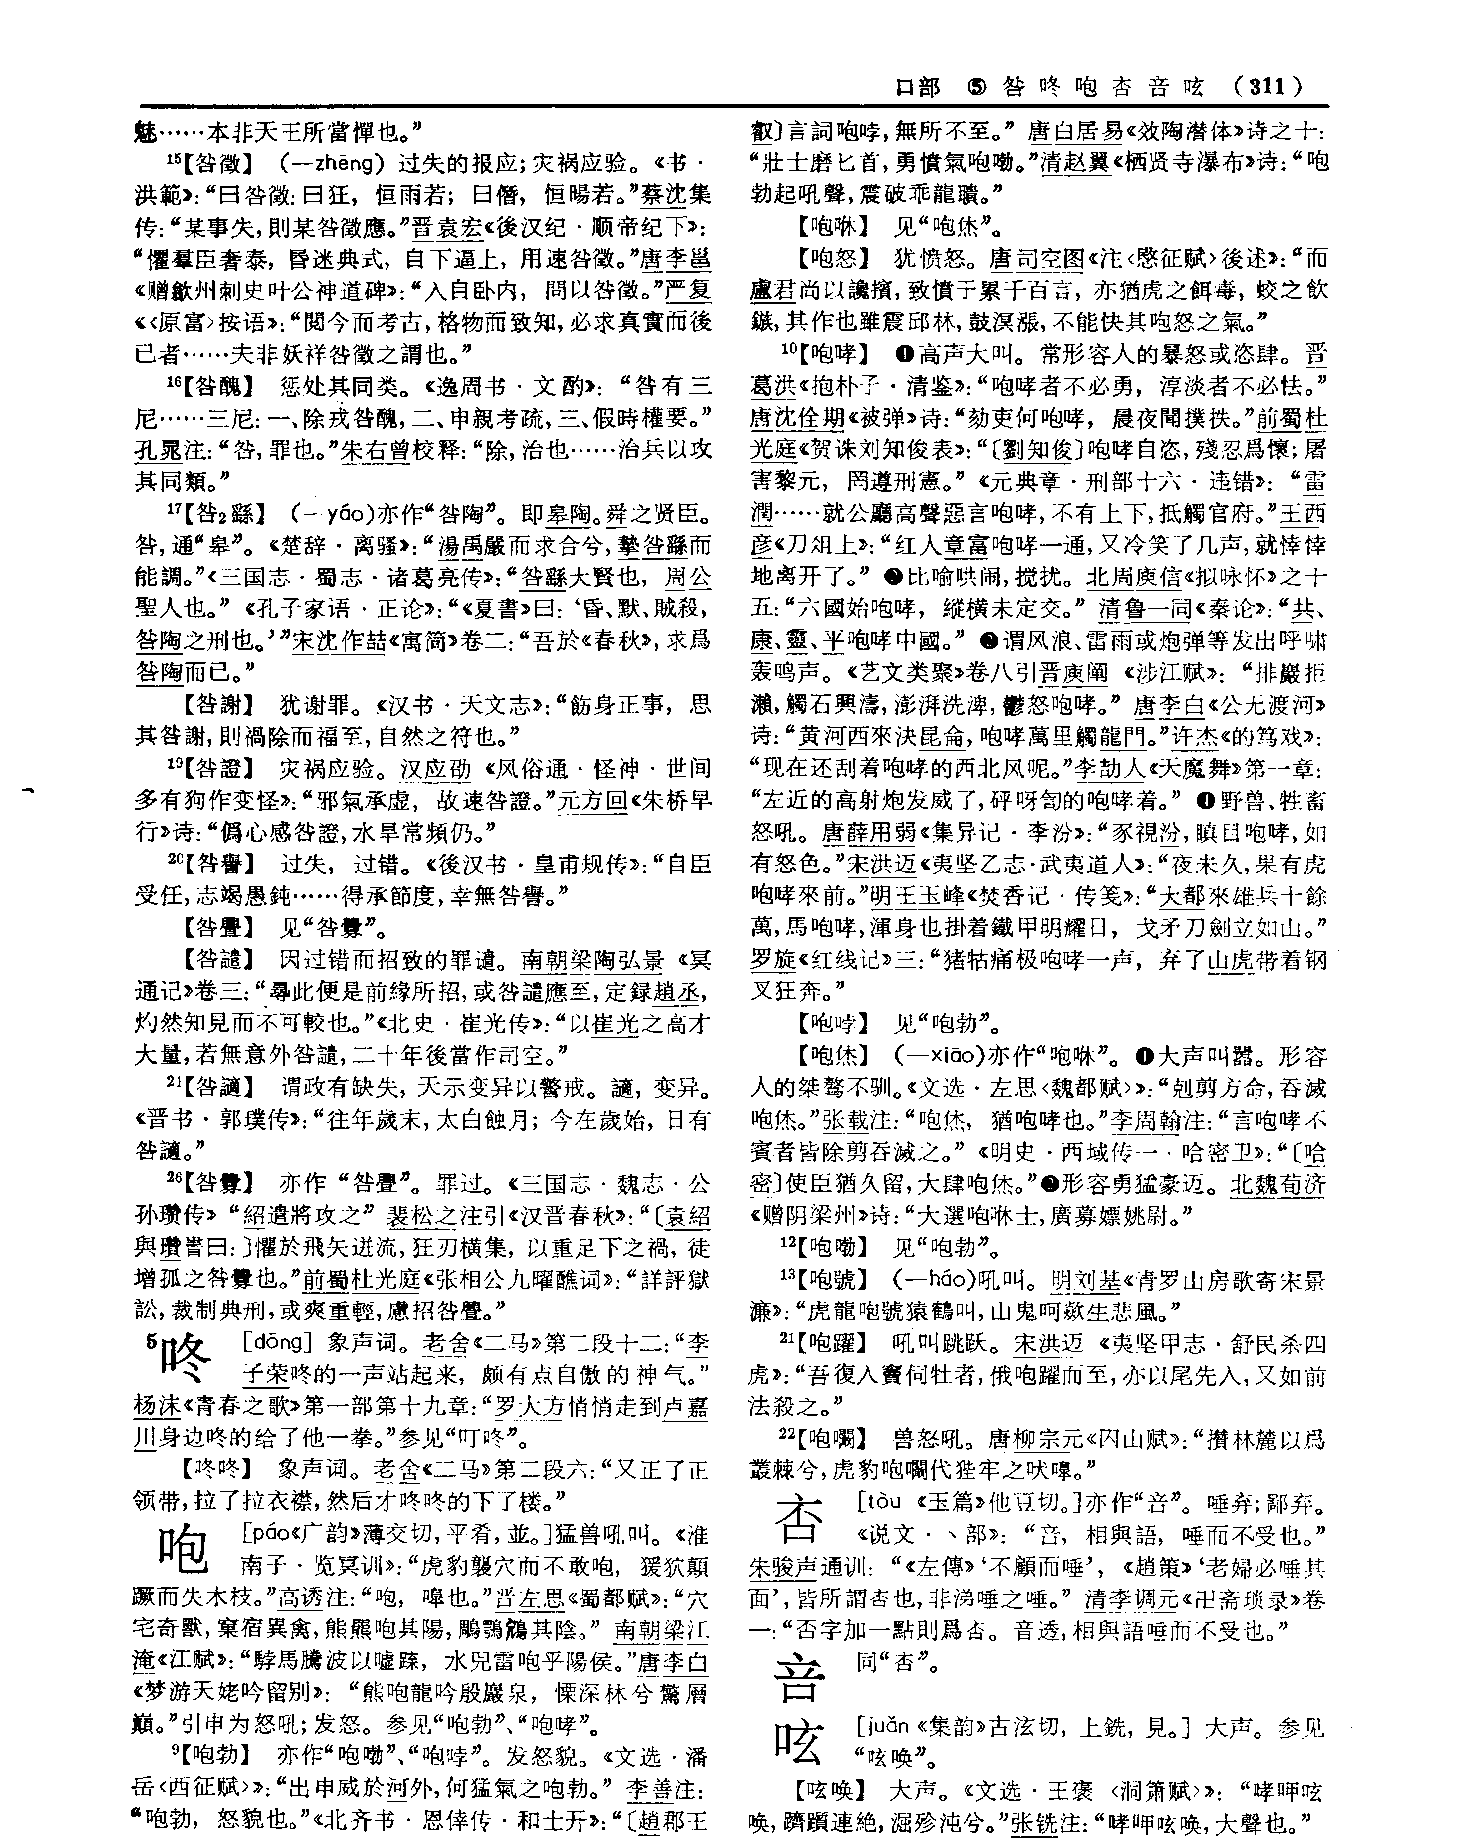 口部 ⑤ 咎咚咆杏音呟 (311)
魅……本非天王所當憚也。”
¹⁵【咎徵】 (一zhēng) 过失的报应;灾祸应验。《书·
洪範》:“曰咎徵:曰狂, 恒雨若; 曰僭, 恒暘若。”蔡沈集
传:“某事失,則某咎徵應。”晋袁宏《後汉纪·顺帝纪下》:
“懼羣臣奢泰, 昏迷典式, 自下逼上, 用速咎徵。”唐李邕
《赠歙州刺史叶公神道碑》:“入自卧内, 問以咎徵。”严复
《〈原富〉按语》:“閲今而考古,格物而致知,必求真實而後
已者……夫非妖祥咎徵之謂也。”
¹⁶【咎醜】 惩处其同类。《逸周书·文酌》: “咎有三
尼……三尼:一、除戎咎醜,二、申親考疏,三、假時權要。”
孔晁注:“咎,罪也。”朱右曾校释:“除,治也……治兵以攻
其同類。”
¹⁷【咎₂繇】 (一yáo)亦作“咎陶”。即皋陶。舜之贤臣。
咎,通“皋”。《楚辞·离骚》:“湯禹嚴而求合兮,摯咎繇而
能調。”《三国志·蜀志·诸葛亮传》:“咎繇大賢也, 周公
聖人也。”《孔子家语·正论》:“《夏書》曰:‘昏、默、賊殺,
咎陶之刑也。’”宋沈作喆《寓简》卷二:“吾於《春秋》,求爲
咎陶而已。”
【咎謝】 犹谢罪。《汉书·天文志》:“飭身正事, 思
其咎謝,則禍除而福至,自然之符也。”
¹⁹【咎證】 灾祸应验。汉应劭《风俗通·怪神·世间
多有狗作变怪》:“邪氣承虚, 故速咎證。”元方回《朱桥早
行》诗:“僞心感咎證,水旱常頻仍。”
²⁰【咎諐】 过失, 过错。《後汉书·皇甫规传》:“自臣
受任,志竭愚鈍……得承節度,幸無咎諐。”
【咎舋】 见“咎釁”。
【咎譴】 因过错而招致的罪谴。南朝梁陶弘景《冥
通记》卷三:“尋此便是前缘所招,或咎譴應至,定録趙丞,
灼然知見而不可較也。”《北史·崔光传》:“以崔光之高才
大量,若無意外咎譴,二十年後當作司空。”
²¹【咎讁】 谓政有缺失,天示变异以警戒。讁, 变异。
《晋书·郭璞传》:“往年歲末,太白蝕月; 今在歲始, 日有
咎讁。”
²⁶【咎釁】 亦作 “咎舋”。罪过。《三国志·魏志·公
孙瓒传》“紹遣將攻之” 裴松之注引《汉晋春秋》:“〔袁紹
與瓚書曰:〕懼於飛矢迸流,狂刃横集, 以重足下之禍, 徒
增孤之咎釁也。”前蜀杜光庭《张相公九曜醮词》:“詳評獄
訟,裁制典刑,或爽重輕,慮招咎舋。”
⁵咚 [dōng] 象声词。老舍《二马》第二段十二:“李
子荣咚的一声站起来, 颇有点自傲的神气。”
杨沫《青春之歌》第一部第十九章:“罗大方悄悄走到卢嘉
川身边咚的给了他一拳。”参见“叮咚”。
【咚咚】 象声词。老舍《二马》第二段六:“又正了正
领带,拉了拉衣襟,然后才咚咚的下了楼。”
咆 [páo《广韵》薄交切,平肴,並。]猛兽吼叫。《淮
南子·览冥训》:“虎豹襲穴而不敢咆, 猨狖顛
蹶而失木枝。”高诱注:“咆, 嘷也。”晋左思《蜀都赋》:“穴
宅奇獸,窠宿異禽,熊羆咆其陽,鵰鶚鴥其陰。” 南朝梁江
淹《江赋》:“騂馬騰波以嘘蹀, 水兕雷咆乎陽侯。”唐李白
《梦游天姥吟留别》: “熊咆龍吟殷巖泉, 慄深林兮驚層
巔。”引申为怒吼;发怒。参见“咆勃”、“咆哮”。
⁹【咆勃】 亦作“咆嘞”、“咆哱”。发怒貌。《文选·潘
岳〈西征赋〉》:“出申威於河外,何猛氣之咆勃。” 李善注:
“咆勃, 怒貌也。”《北齐书·恩倖传·和士开》:“〔趙郡王
叡〕言詞咆哱,無所不至。” 唐白居易《效陶潜体》诗之十:
“壯士磨匕首,勇憤氣咆嘞。”清赵翼《栖贤寺瀑布》诗:“咆
勃起吼聲,震破乖龍聵。”
【咆咻】 见“咆烋”。
【咆怒】 犹愤怒。唐司空图《注〈愍征赋〉後述》:“而
盧君尚以讒擯,致憤于累千百言, 亦猶虎之餌毒, 蛟之飲
鏃,其作也雖震邱林,鼓溟漲,不能快其咆怒之氣。”
¹⁰【咆哮】 ❶高声大叫。常形容人的暴怒或恣肆。晋
葛洪《抱朴子·清鉴》:“咆哮者不必勇, 淳淡者不必怯。”
唐沈佺期《被弹》诗:“劾吏何咆哮, 晨夜聞撲抶。”前蜀杜
光庭《贺诛刘知俊表》:“〔劉知俊〕咆哮自恣,殘忍爲懷;屠
害黎元, 罔遵刑憲。”《元典章·刑部十六·违错》: “雷
潤……就公廳高聲惡言咆哮,不有上下,抵觸官府。”王西
彦《刀俎上》:“红人章富咆哮一通,又冷笑了几声,就悻悻
地离开了。” ❷比喻哄闹,搅扰。北周庾信《拟咏怀》之十
五:“六國始咆哮, 縱横未定交。” 清鲁一同《秦论》:“共、
康、靈、平咆哮中國。” ❸谓风浪、雷雨或炮弹等发出呼啸
轰鸣声。《艺文类聚》卷八引晋庾阐《涉江赋》: “排巖拒
瀨,觸石興濤,澎湃洗渖,鬱怒咆哮。” 唐李白《公无渡河》
诗:“黄河西來決昆侖,咆哮萬里觸龍門。”许杰《的笃戏》:
“现在还刮着咆哮的西北风呢。”李劼人《天魔舞》第一章:
“左近的高射炮发威了,砰呀訇的咆哮着。” ❹野兽、牲畜
怒吼。唐薛用弱《集异记·李汾》:“豕視汾,瞋目咆哮,如
有怒色。”宋洪迈《夷坚乙志·武夷道人》:“夜未久,果有虎
咆哮來前。”明王玉峰《焚香记·传笺》:“大都來雄兵十餘
萬,馬咆哮,渾身也掛着鐵甲明耀日, 戈矛刀劍立如山。”
罗旋《红线记》三:“猪牯痛极咆哮一声, 弃了山虎带着钢
叉狂奔。”
【咆哱】 见“咆勃”。
【咆烋】 (一xiāo)亦作“咆咻”。❶大声叫嚣。形容
人的桀骜不驯。《文选·左思〈魏都赋〉》:“剋剪方命,吞滅
咆烋。”张载注:“咆烋, 猶咆哮也。”李周翰注:“言咆哮不
賓者皆除剪吞滅之。”《明史·西域传一·哈密卫》:“〔哈
密〕使臣猶久留,大肆咆烋。”❷形容勇猛豪迈。北魏荀济
《赠阴梁州》诗:“大選咆咻士,廣募嫖姚尉。”
¹²【咆嘞】 见“咆勃”。
¹³【咆號】 (一háo)吼叫。明刘基《青罗山房歌寄宋景
濂》:“虎龍咆號猿鶴叫,山鬼呵歘生悲風。”
²¹【咆躍】 吼叫跳跃。宋洪迈《夷坚甲志·舒民杀四
虎》:“吾復入竇伺牡者,俄咆躍而至,亦以尾先入,又如前
法殺之。”
²²【咆㘚】 兽怒吼。唐柳宗元《囚山赋》:“攢林麓以爲
叢棘兮,虎豹咆㘚代狴牢之吠嘷。”
杏 [tòu《玉篇》他豆切。]亦作“音”。唾弃;鄙弃。
《说文·丶部》: “音, 相與語, 唾而不受也。”
朱骏声通训: “《左傳》‘不顧而唾’, 《趙策》‘老婦必唾其
面’,皆所謂杏也,非涕唾之唾。” 清李调元《卍斋琐录》卷
一:“否字加一點則爲杏。音透,相與語唾而不受也。”
音 同“杏”。
呟 [juǎn《集韵》古泫切, 上銑, 見。] 大声。参见
“呟唤”。
【呟唤】 大声。《文选·王褒〈洞箫赋〉》: “哮呷呟
唤,躋躓連絶,淈殄沌兮。”张铣注:“哮呷呟唤,大聲也。”